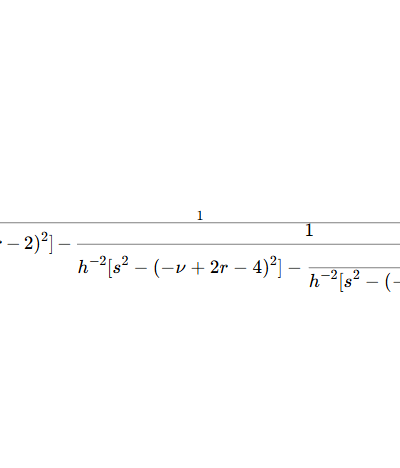 1
− 2)²] −
1
h⁻²[s² − (−ν + 2r − 4)²] −
h⁻²[s² − (−